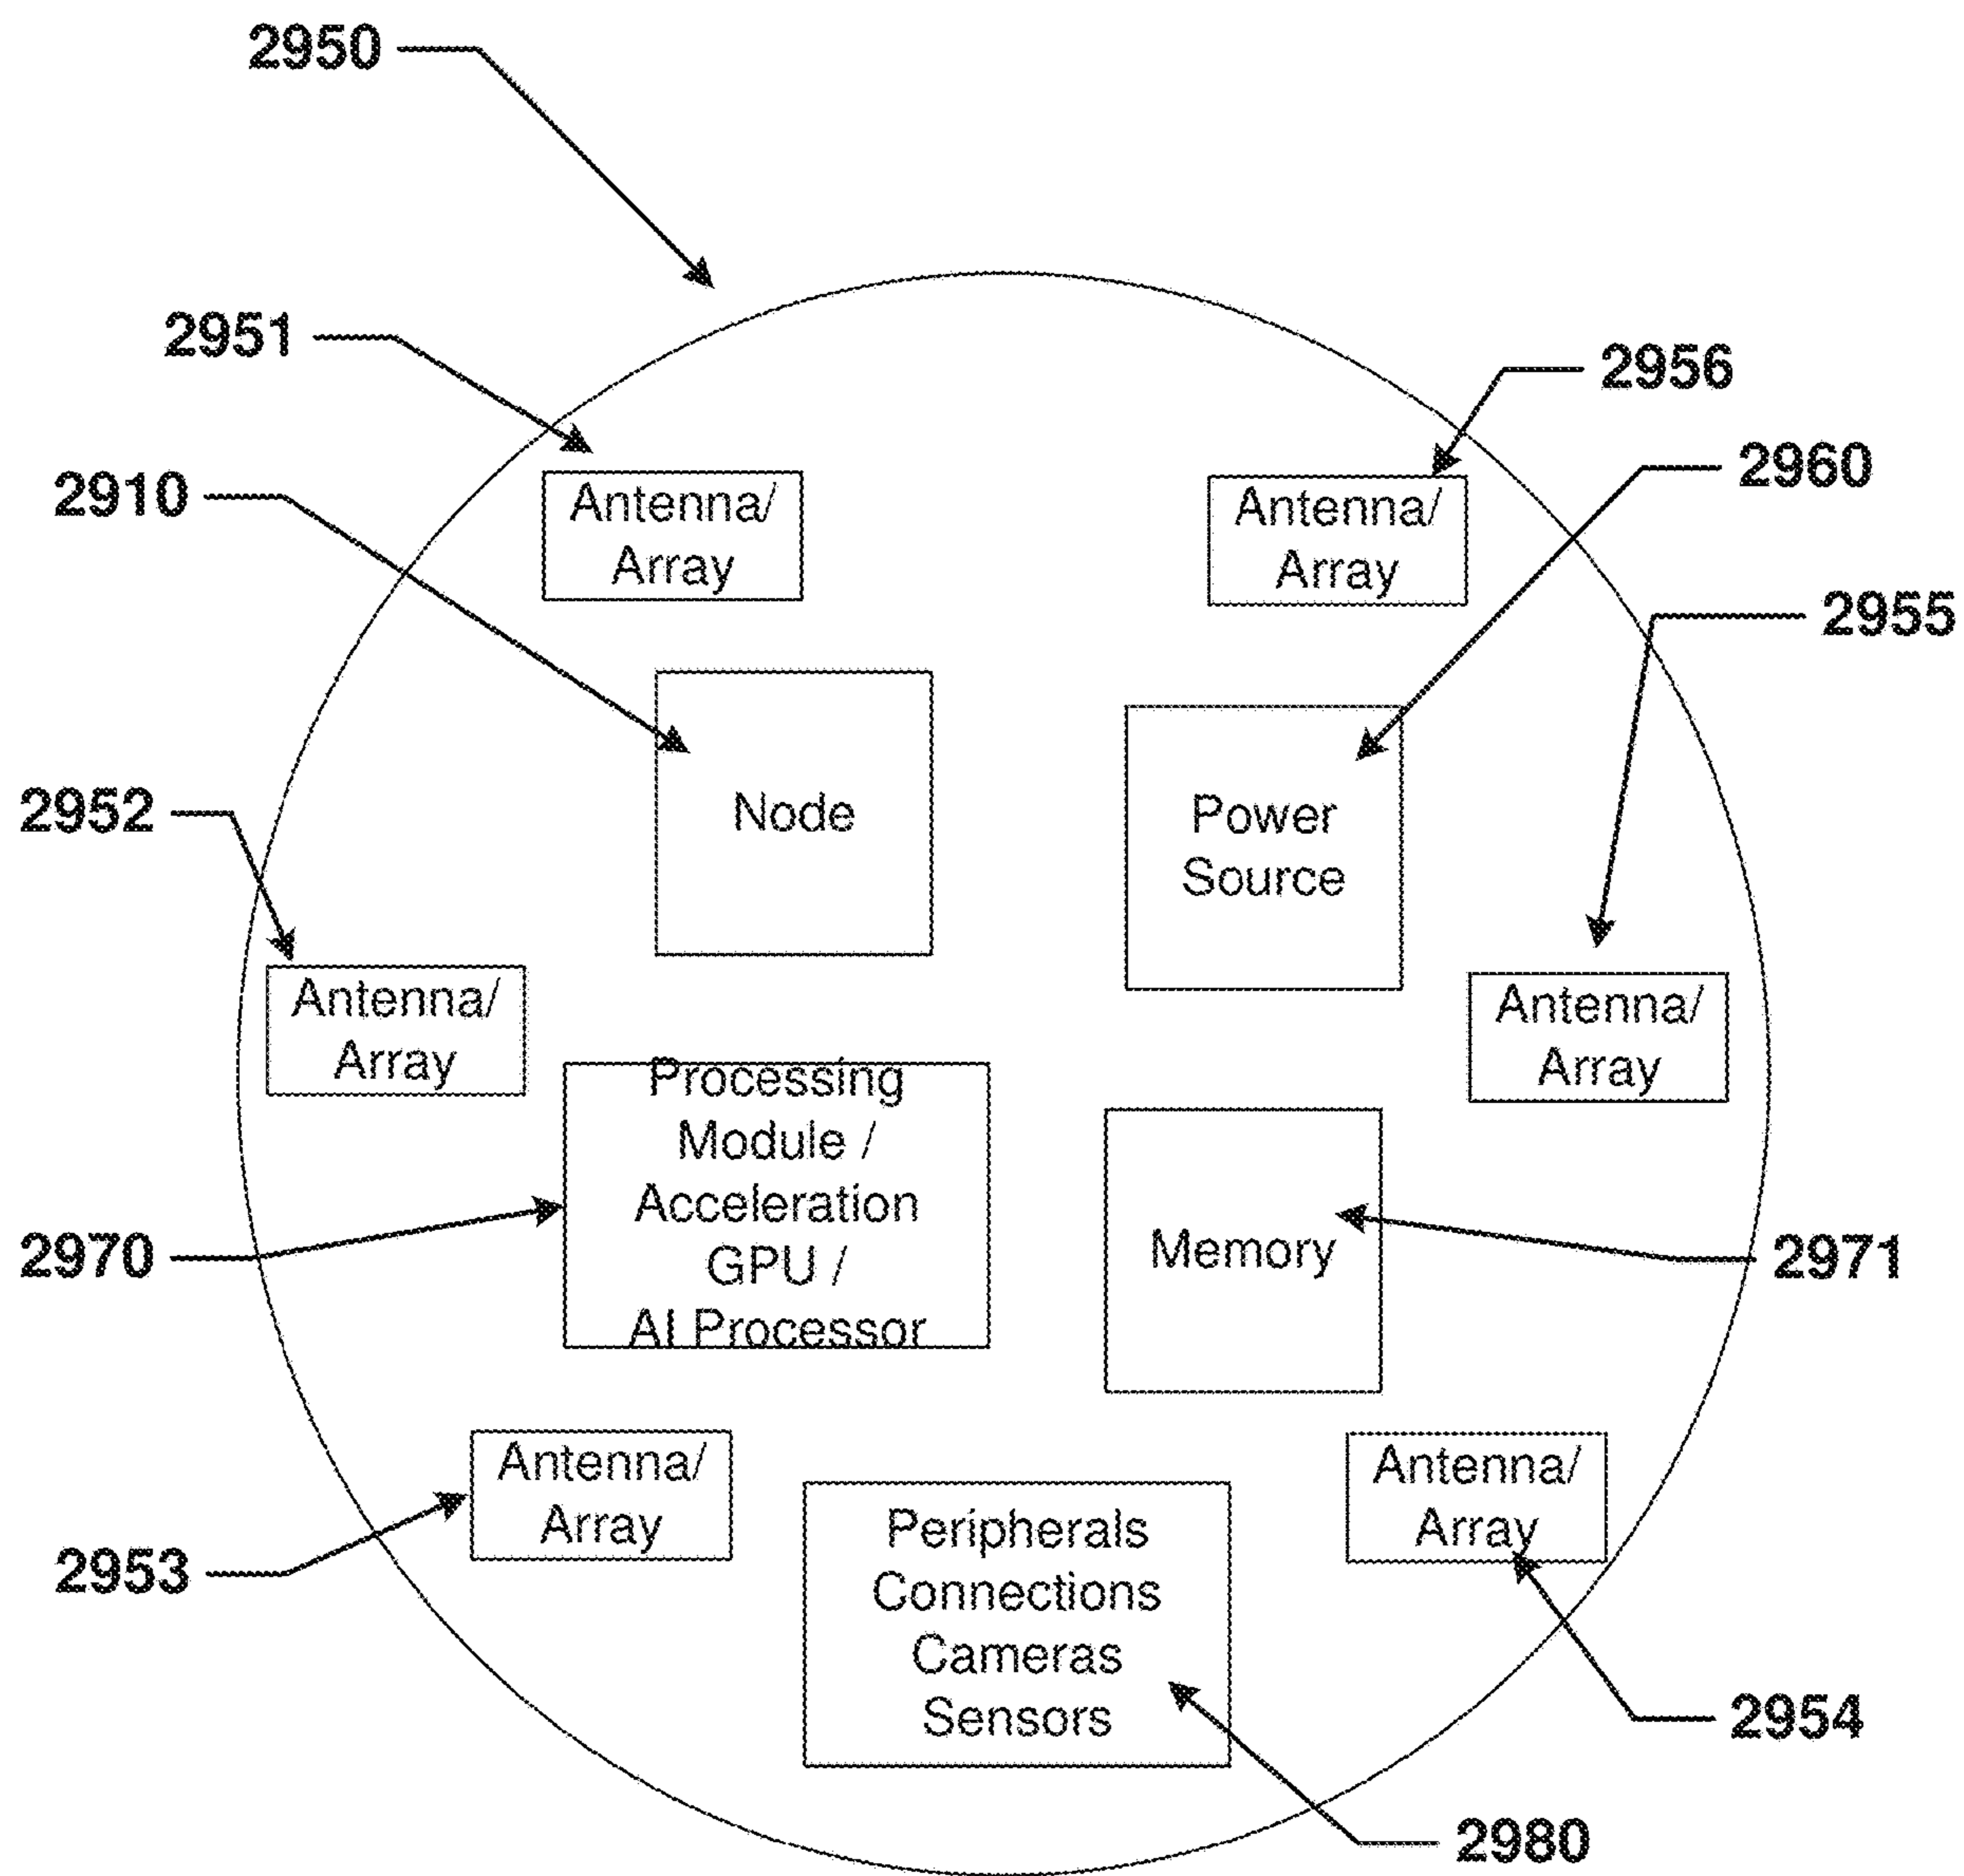 2950
2951
2956
2910
2960
Antenna/
Array
Antenna/
Array
2955
Node
Power
Source
2952
Antenna/
Array
Antenna/
Array
Processing
Module /
Acceleration
GPU /
AI Processor
Memory
2970
2971
Antenna/
Array
Antenna/
Array
Peripherals
Connections
Cameras
Sensors
2953
2954
2980